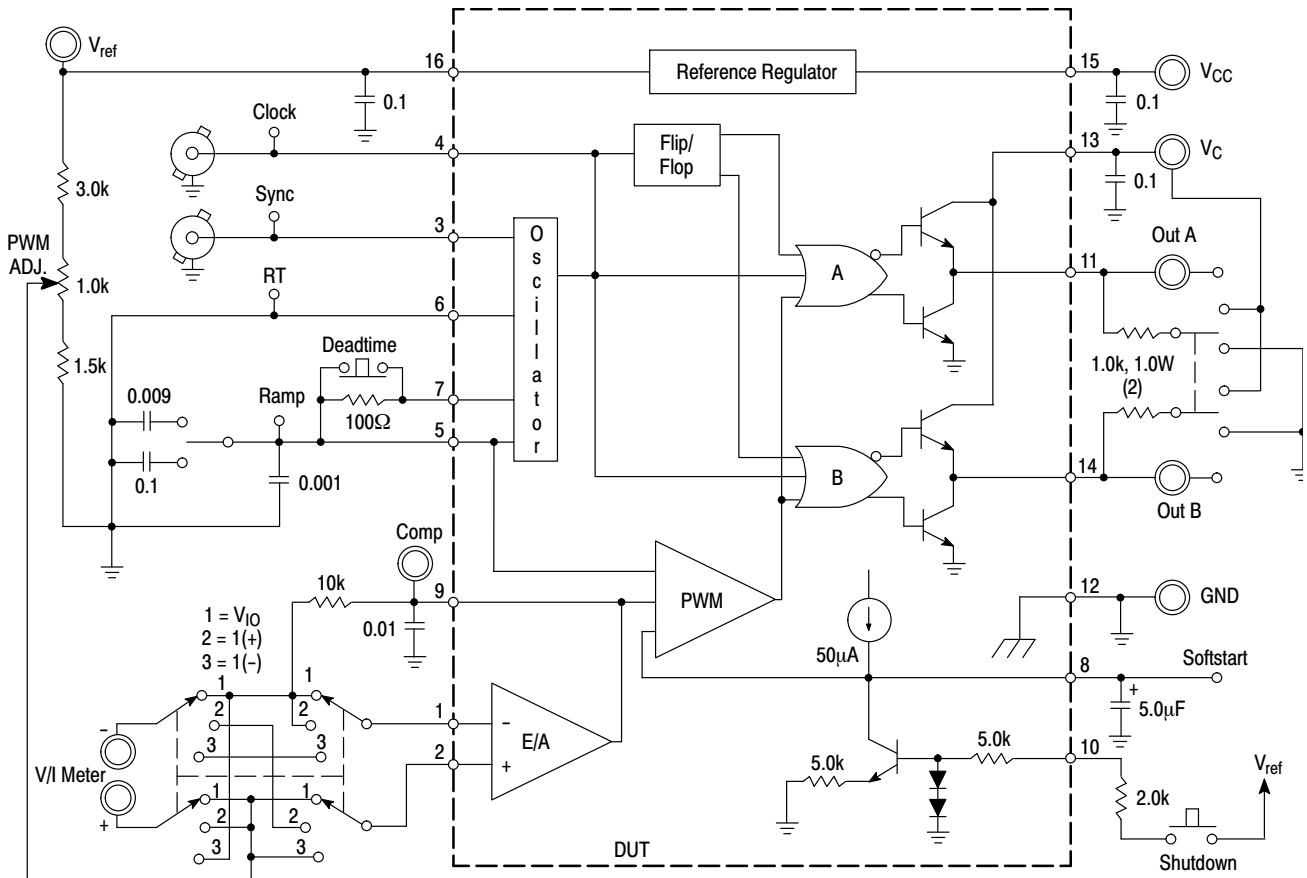 Vref
16
Reference Regulator
15
VCC
0.1
0.1
Clock
4
Flip/
Flop
13
VC
0.1
3.0k
Sync
3
PWM
ADJ.
1.0k
RT
6
Oscillator
A
11
Out A
1.5k
Deadtime
7
100Ω
1.0k, 1.0W
(2)
0.009
Ramp
5
0.1
0.001
B
14
Out B
Comp
10k
9
0.01
PWM
12
GND
50µA
1 = VIO
2 = 1(+)
3 = 1(−)
8
Softstart
+
5.0µF
1
1
2
2
3
3
1
−
E/A
2
+
−
V/I Meter
+
1
1
2
2
3
3
5.0k
5.0k
10
Vref
2.0k
Shutdown
DUT